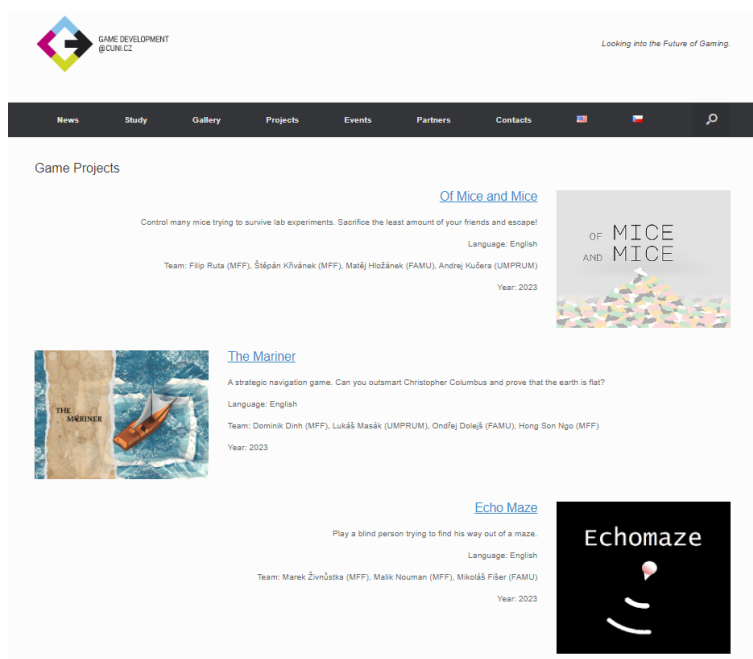 GAME DEVELOPMENT
@CUNI.CZ
Looking into the Future of Gaming.
News Study Gallery Projects Events Partners Contacts
Game Projects
Of Mice and Mice
Control many mice trying to survive lab experiments. Sacrifice the least amount of your friends and escape!
Language: English
Team: Filip Ruta (MFF), Štěpán Křivánek (MFF), Matěj Hložánek (FAMU), Andrej Kučera (UMPRUM)
Year: 2023
OF MICE
AND MICE
THE
MARINER
The Mariner
A strategic navigation game. Can you outsmart Christopher Columbus and prove that the earth is flat?
Language: English
Team: Dominik Dinh (MFF), Lukáš Masák (UMPRUM), Ondřej Dolejš (FAMU), Hong Son Ngo (MFF)
Year: 2023
Echo Maze
Play a blind person trying to find his way out of a maze.
Language: English
Team: Marek Živnůstka (MFF), Malik Nouman (MFF), Mikoláš Fišer (FAMU)
Year: 2023
Echomaze